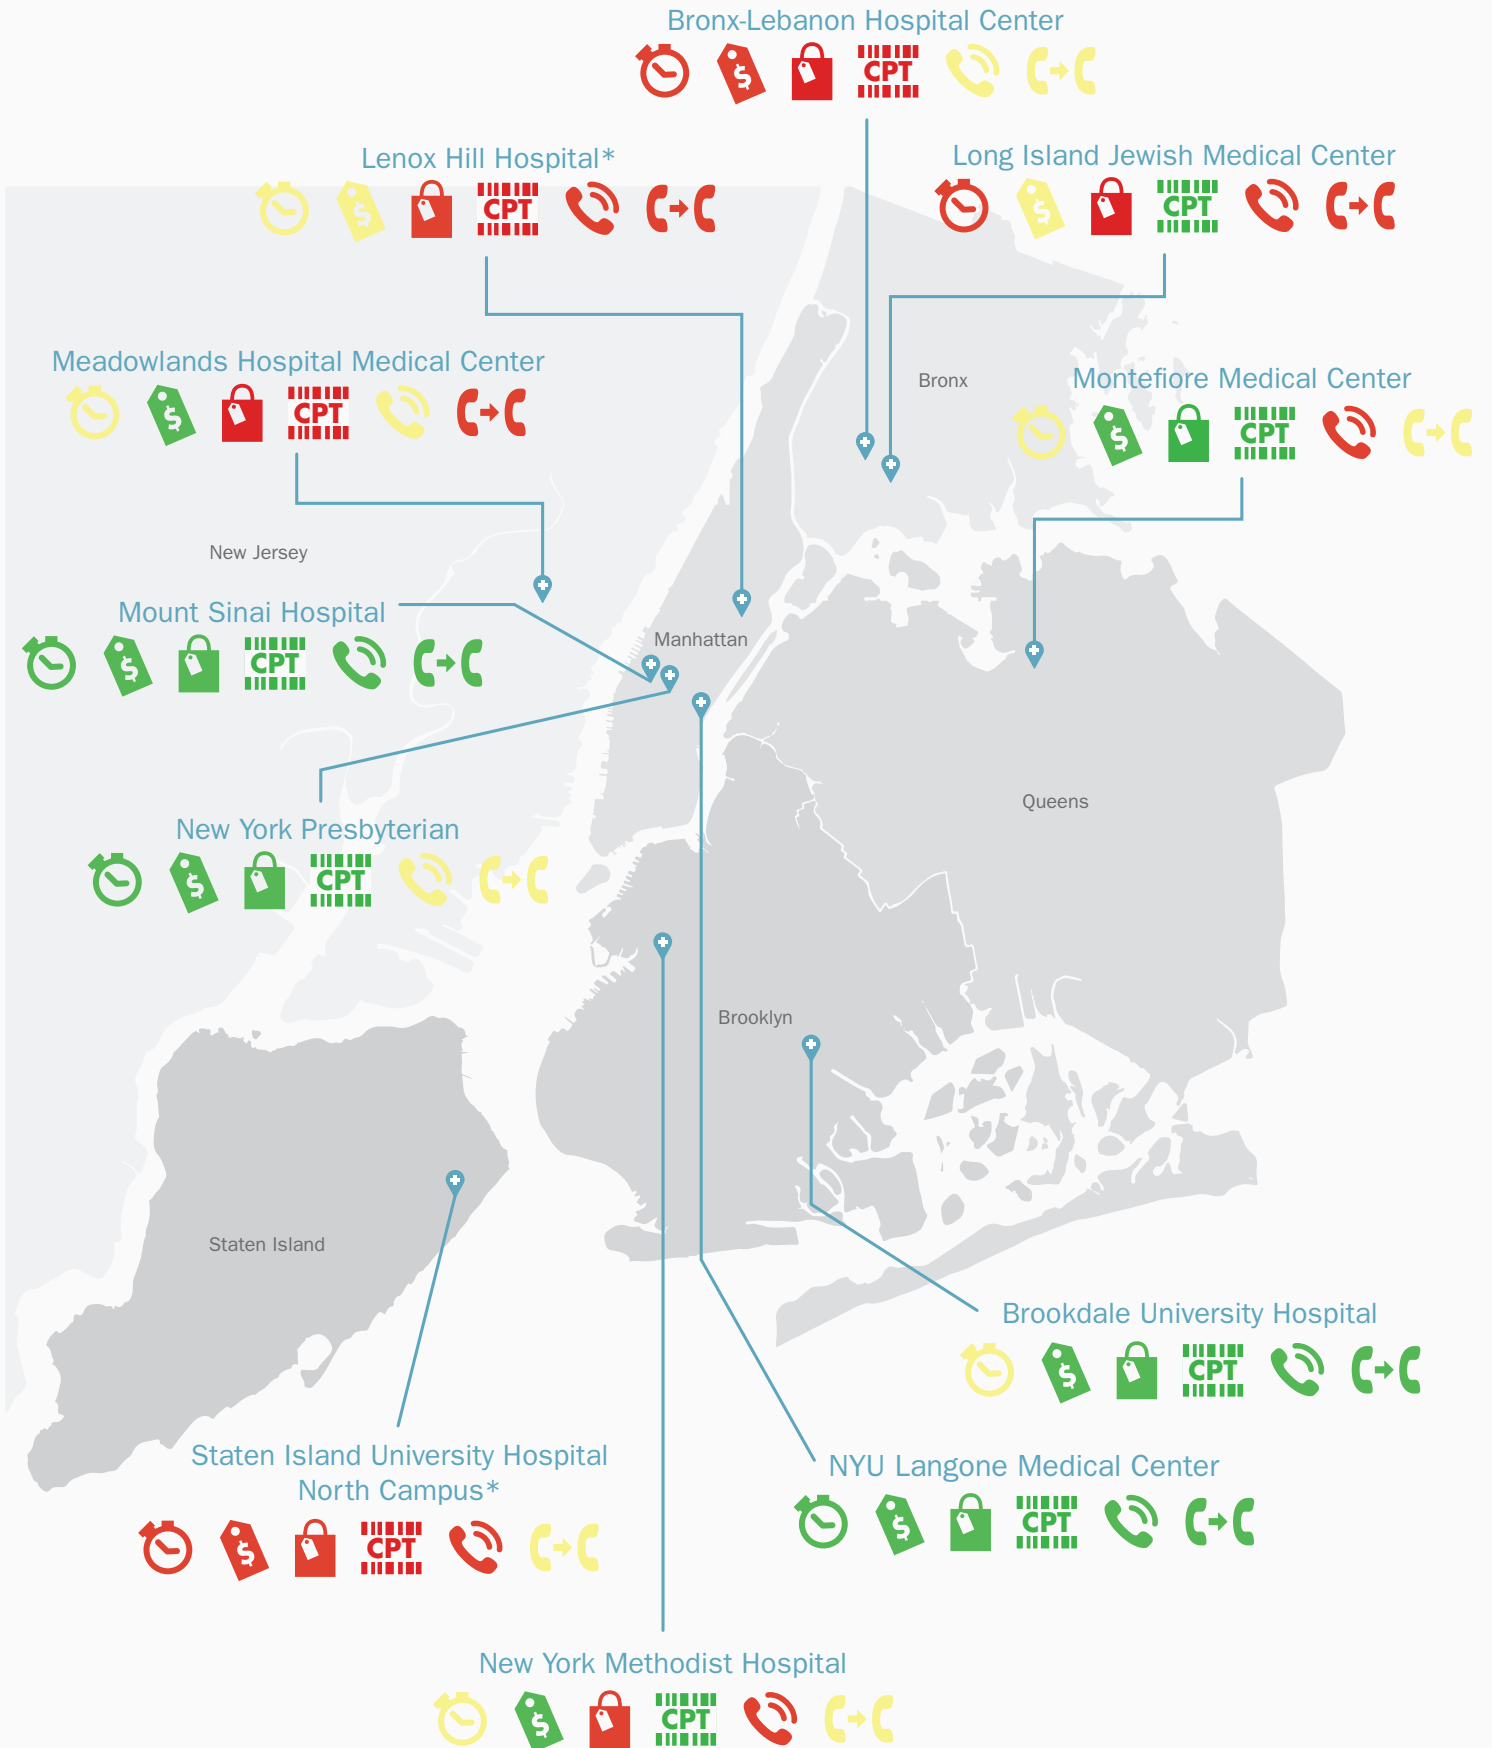 Bronx-Lebanon Hospital Center
$
CPT
Lenox Hill Hospital*
$
CPT
Long Island Jewish Medical Center
$
CPT
Meadowlands Hospital Medical Center
$
CPT
Bronx
Montefiore Medical Center
$
CPT
New Jersey
Mount Sinai Hospital
$
CPT
Manhattan
New York Presbyterian
$
CPT
Queens
Brooklyn
Staten Island
Brookdale University Hospital
$
CPT
Staten Island University Hospital
North Campus*
$
CPT
NYU Langone Medical Center
$
CPT
New York Methodist Hospital
$
CPT